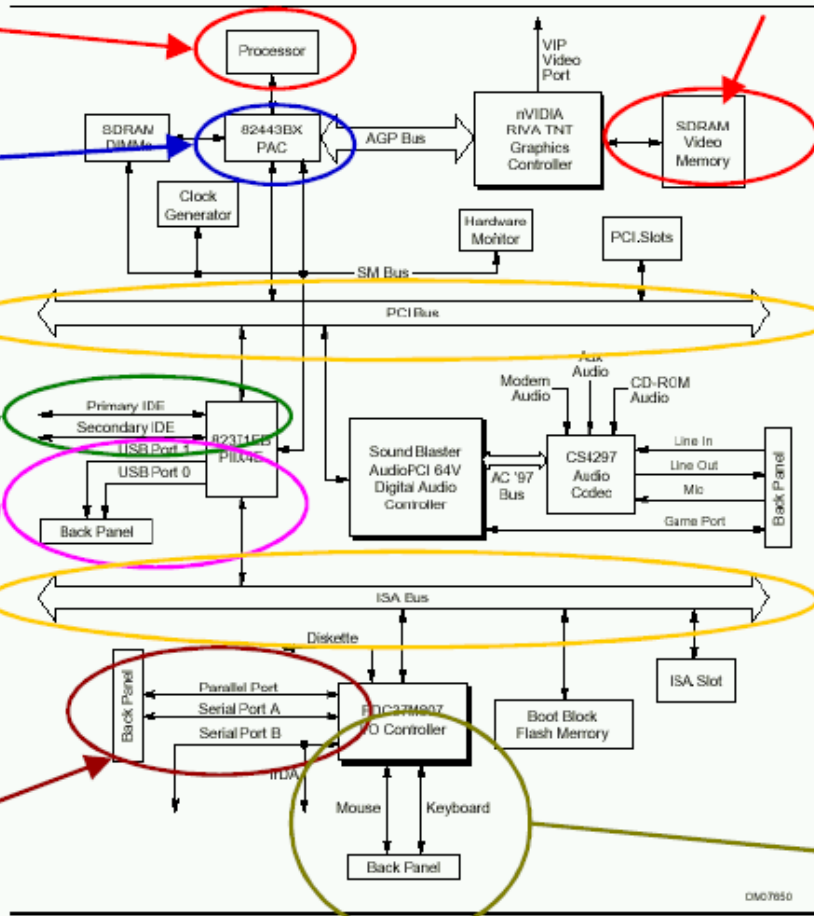 Processor
VIP
Video
Port
SDRAM
DIMMs
82443BX
PAC
AGP Bus
nVIDIA
RIVA TNT
Graphics
Controller
SDRAM
Video
Memory
Clock
Generator
Hardware
Monitor
PCI Slots
SM Bus
PCI Bus
Primary IDE
Secondary IDE
USB Port 1
USB Port 0
82371EB
PIIX4E
Back Panel
Modem
Audio
Aux
Audio
CD-ROM
Audio
Sound Blaster
AudioPCI 64V
Digital Audio
Controller
AC '97
Bus
CS4297
Audio
Codec
Line In
Line Out
Mic
Game Port
Back Panel
ISA Bus
Diskette
Back Panel
Parallel Port
Serial Port A
Serial Port B
IrDA
I/O Controller
Boot Block
Flash Memory
ISA Slot
Mouse
Keyboard
Back Panel
OM07650